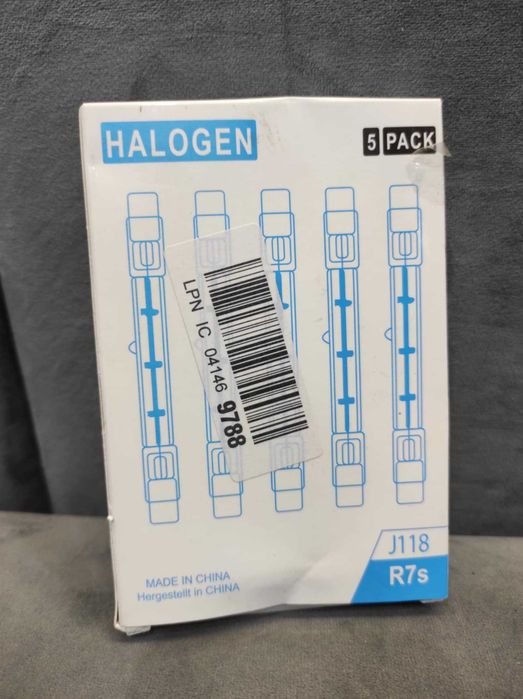 HALOGEN
5 PACK
LPN IC 04146 9788
J118
R7s
MADE IN CHINA
Hergestellt in CHINA